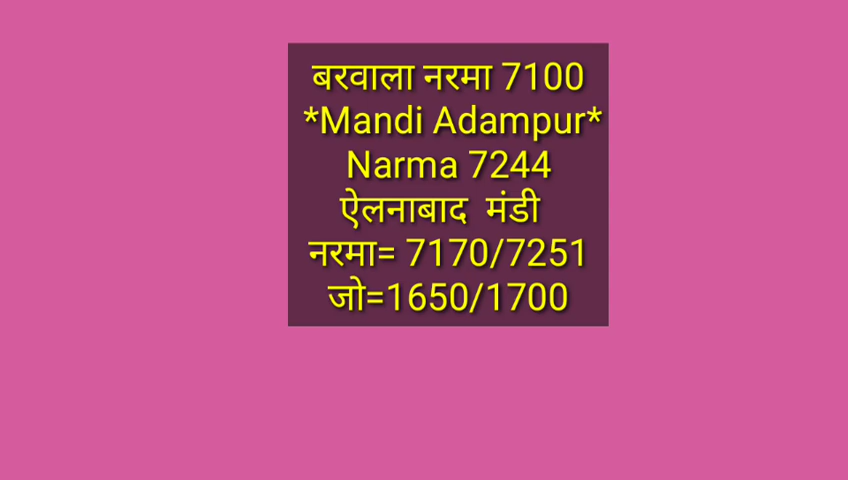 बरवाला नरमा 7100
*Mandi Adampur*
Narma 7244
ऐलनाबाद मंडी
नरमा= 7170/7251
जो=1650/1700